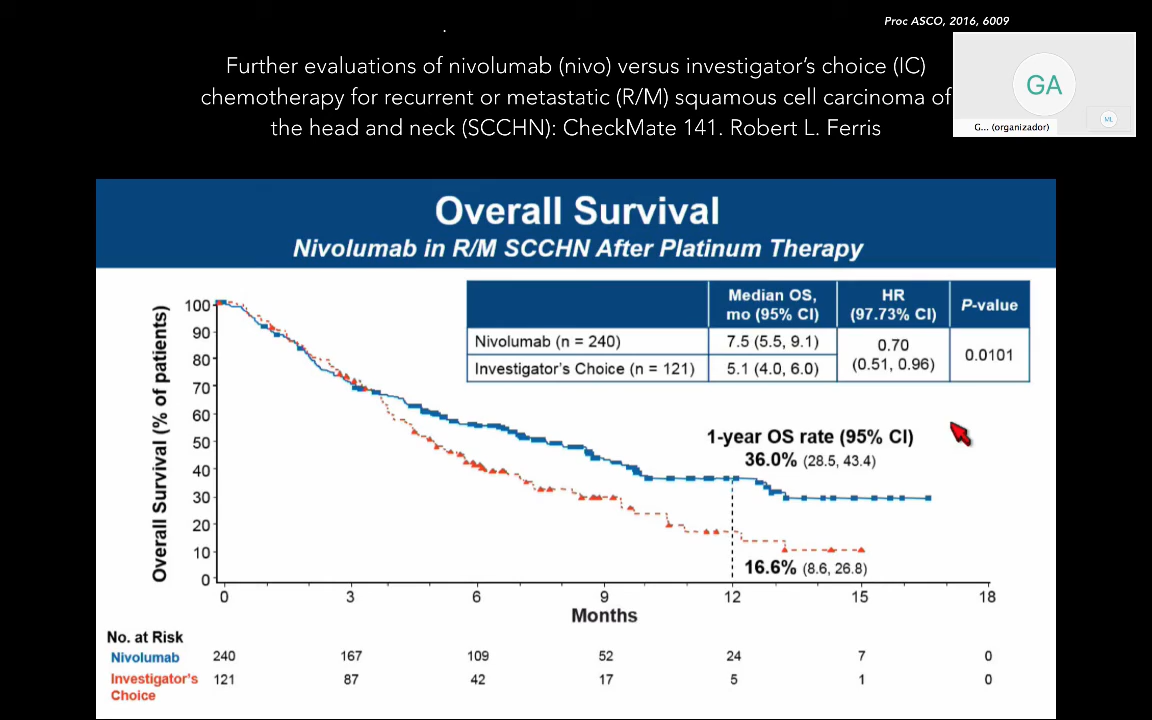 Proc ASCO, 2016, 6009
Further evaluations of nivolumab (nivo) versus investigator's choice (IC)
chemotherapy for recurrent or metastatic (R/M) squamous cell carcinoma of
the head and neck (SCCHN): CheckMate 141. Robert L. Ferris
GA
G... (organizador)
ML
Overall Survival
Nivolumab in R/M SCCHN After Platinum Therapy
Median OS, mo (95% CI) HR (97.73% CI) P-value
Nivolumab (n = 240) 7.5 (5.5, 9.1) 0.70 (0.51, 0.96) 0.0101
Investigator's Choice (n = 121) 5.1 (4.0, 6.0)
Overall Survival (% of patients)
100
90
80
70
60
50
40
30
20
10
0
1-year OS rate (95% CI)
36.0% (28.5, 43.4)
16.6% (8.6, 26.8)
0 3 6 9 12 15 18
Months
No. at Risk
Nivolumab 240 167 109 52 24 7 0
Investigator's 121 87 42 17 5 1 0
Choice